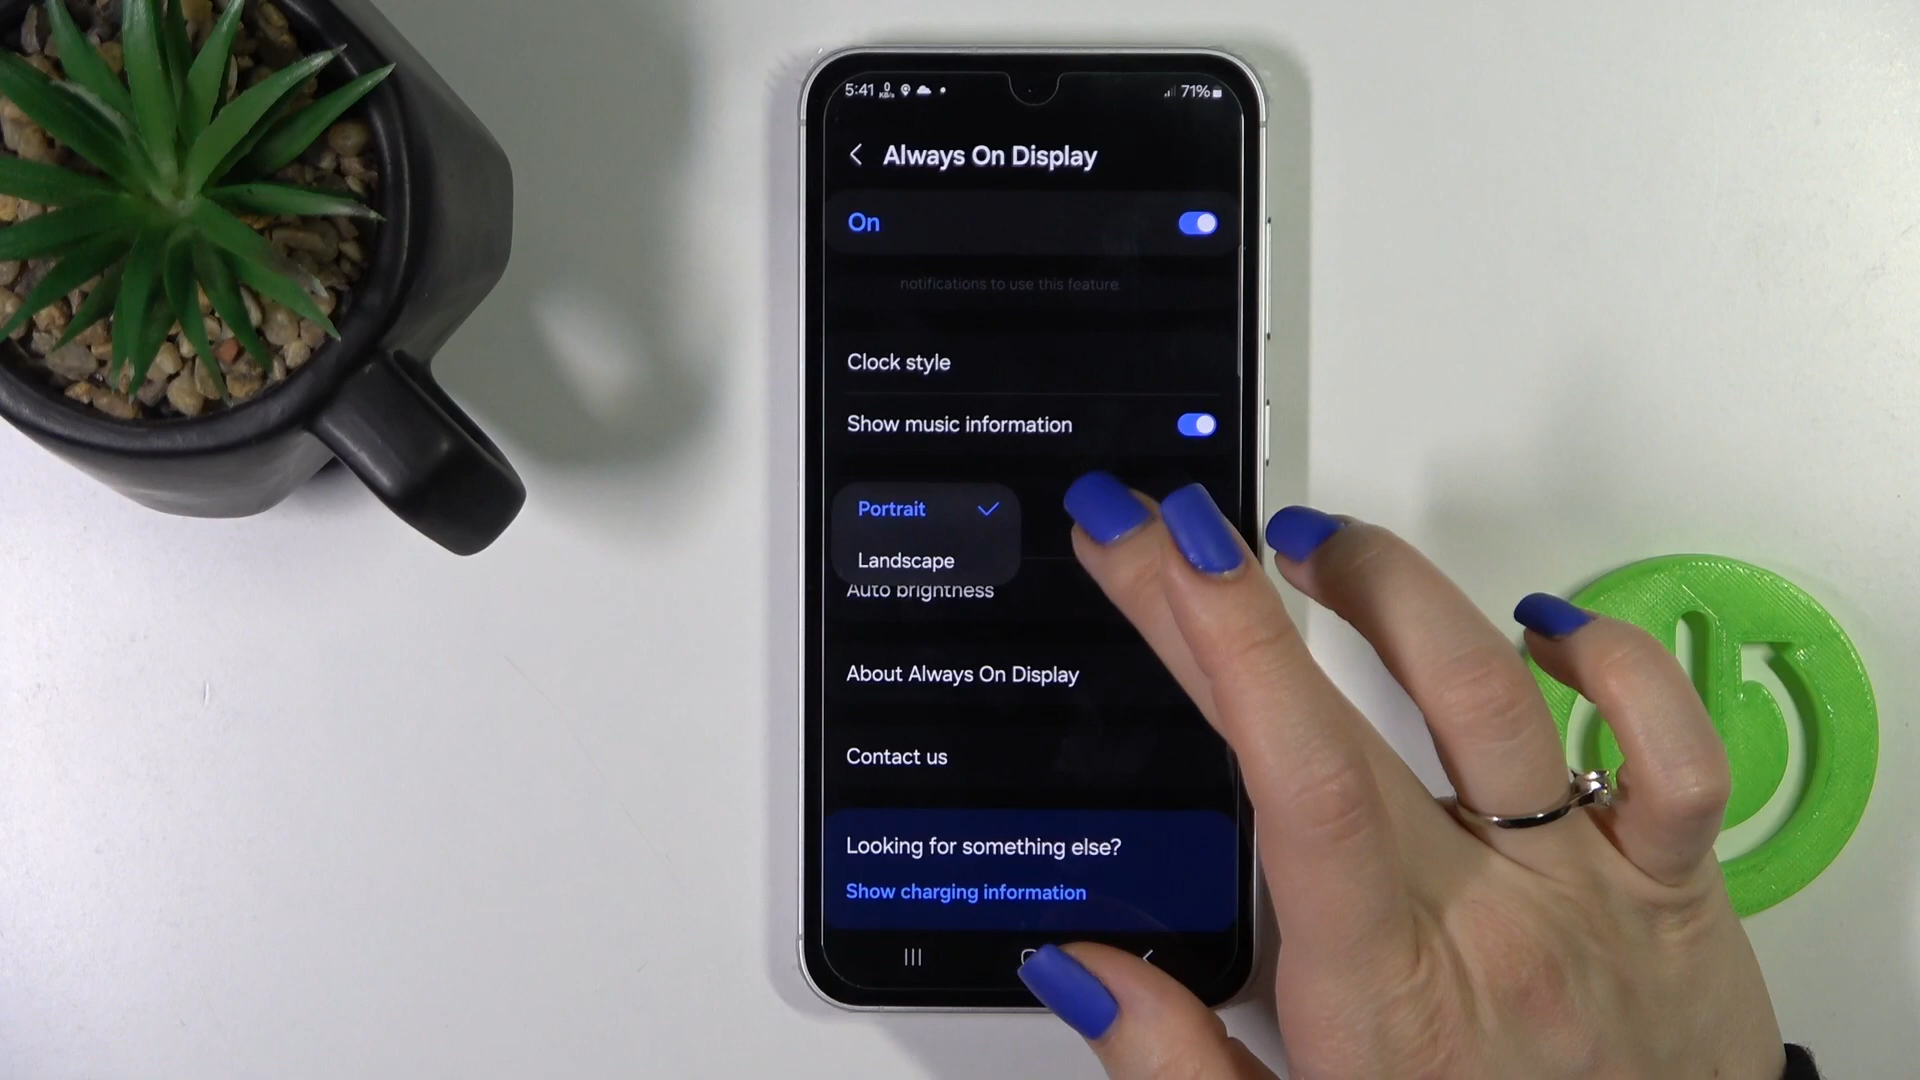 5:41 71%
Always On Display
On
notifications to use this feature.
Clock style
Show music information
Portrait
Landscape
Auto brightness
About Always On Display
Contact us
Looking for something else?
Show charging information